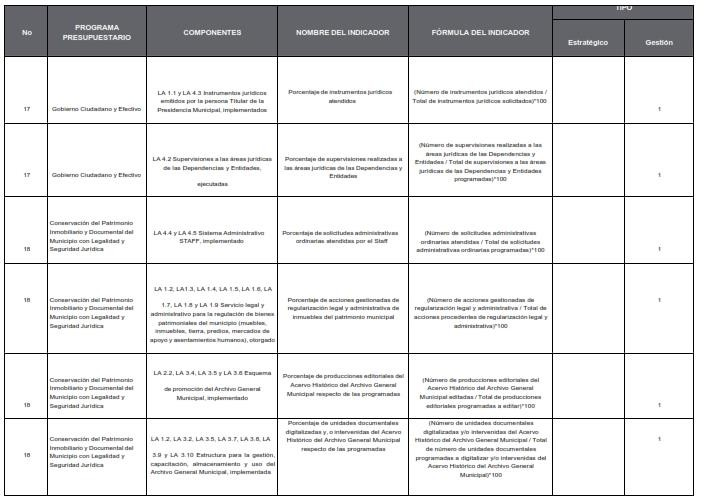 TIPO
No
PROGRAMA
PRESUPUESTARIO
COMPONENTES
NOMBRE DEL INDICADOR
FÓRMULA DEL INDICADOR
Estratégico
Gestión
17
Gobierno Ciudadano y Efectivo
LA 1.1 y LA 4.3 Instrumentos jurídicos
emitidos por la persona Titular de la
Presidencia Municipal, implementados
Porcentaje de instrumentos jurídicos
atendidos
(Número de instrumentos jurídicos atendidos /
Total de instrumentos jurídicos solicitados)*100
1
17
Gobierno Ciudadano y Efectivo
LA 4.2 Supervisiones a las áreas jurídicas
de las Dependencias y Entidades,
ejecutadas
Porcentaje de supervisiones realizadas a
las áreas jurídicas de las Dependencias y
Entidades
(Número de supervisiones realizadas a las
áreas jurídicas de las Dependencias y
Entidades / Total de supervisiones a las áreas
jurídicas de las Dependencias y Entidades
programadas)*100
1
18
Conservación del Patrimonio
Inmobiliario y Documental del
Municipio con Legalidad y
Seguridad Jurídica
LA 4.4 y LA 4.5 Sistema Administrativo
STAFF, implementado
Porcentaje de solicitudes administrativas
ordinarias atendidas por el Staff
(Número de solicitudes administrativas
ordinarias atendidas / Total de solicitudes
administrativas ordinarias programadas)*100
1
18
Conservación del Patrimonio
Inmobiliario y Documental del
Municipio con Legalidad y
Seguridad Jurídica
LA 1.2, LA1.3, LA 1.4, LA 1.5, LA 1.6, LA
1.7, LA 1.8 y LA 1.9 Servicio legal y
administrativo para la regulación de bienes
patrimoniales del municipio (muebles,
inmuebles, tierra, predios, mercados de
apoyo y asentamientos humanos), otorgado
Porcentaje de acciones gestionadas de
regularización legal y administrativa de
inmuebles del patrimonio municipal
(Número de acciones gestionadas de
regularización legal y administrativa / Total de
acciones procedentes de regularización legal y
administrativa)*100
1
18
Conservación del Patrimonio
Inmobiliario y Documental del
Municipio con Legalidad y
Seguridad Jurídica
LA 2.2, LA 3.4, LA 3.5 y LA 3.6 Esquema
de promoción del Archivo General
Municipal, implementado
Porcentaje de producciones editoriales del
Acervo Histórico del Archivo General
Municipal respecto de las programadas
(Número de producciones editoriales del
Acervo Histórico del Archivo General
Municipal editadas / Total de producciones
editoriales programadas a editar)*100
1
18
Conservación del Patrimonio
Inmobiliario y Documental del
Municipio con Legalidad y
Seguridad Jurídica
LA 1.2, LA 3.2, LA 3.5, LA 3.7, LA 3.8, LA
3.9 y LA 3.10 Estructura para la gestión,
capacitación, almacenamiento y uso del
Archivo General Municipal, implementada
Porcentaje de unidades documentales
digitalizadas y, o intervenidas del Acervo
Histórico del Archivo General Municipal
respecto de las programadas
(Número de unidades documentales
digitalizadas y/o intervenidas del Acervo
Histórico del Archivo General Municipal / Total
de número de unidades documentales
programadas a digitalizar y/o intervenidas del
Acervo Histórico del Archivo General
Municipal)*100
1